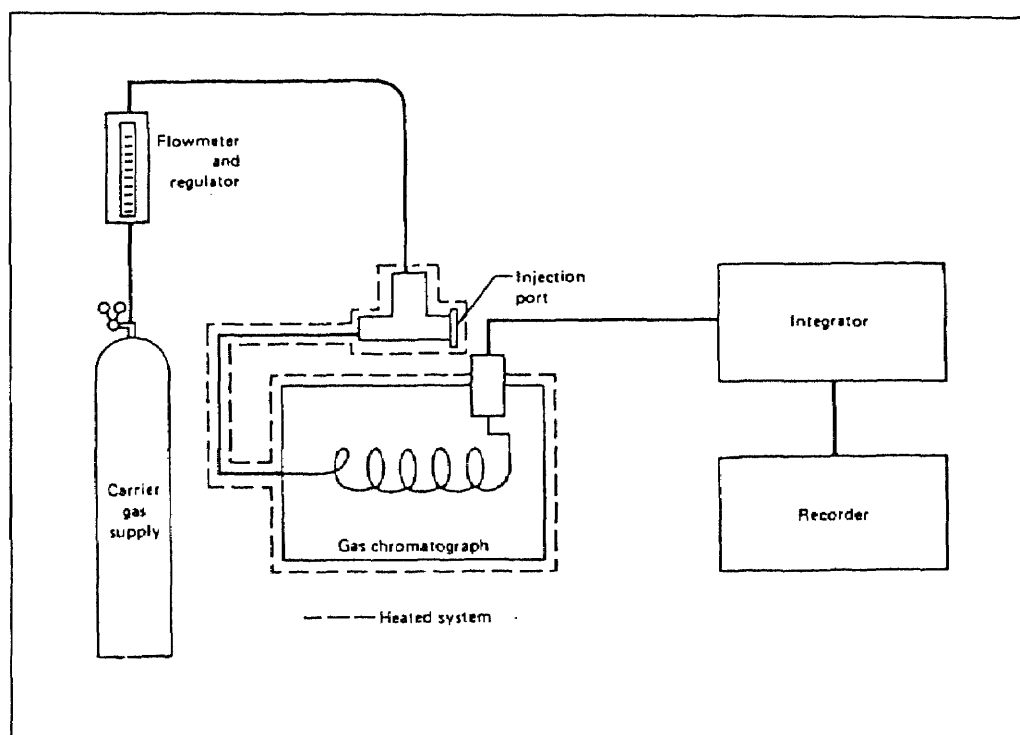 Flowmeter
and
regulator
Injection
port
Integrator
Carrier
gas
supply
Gas chromatograph
Recorder
Heated system